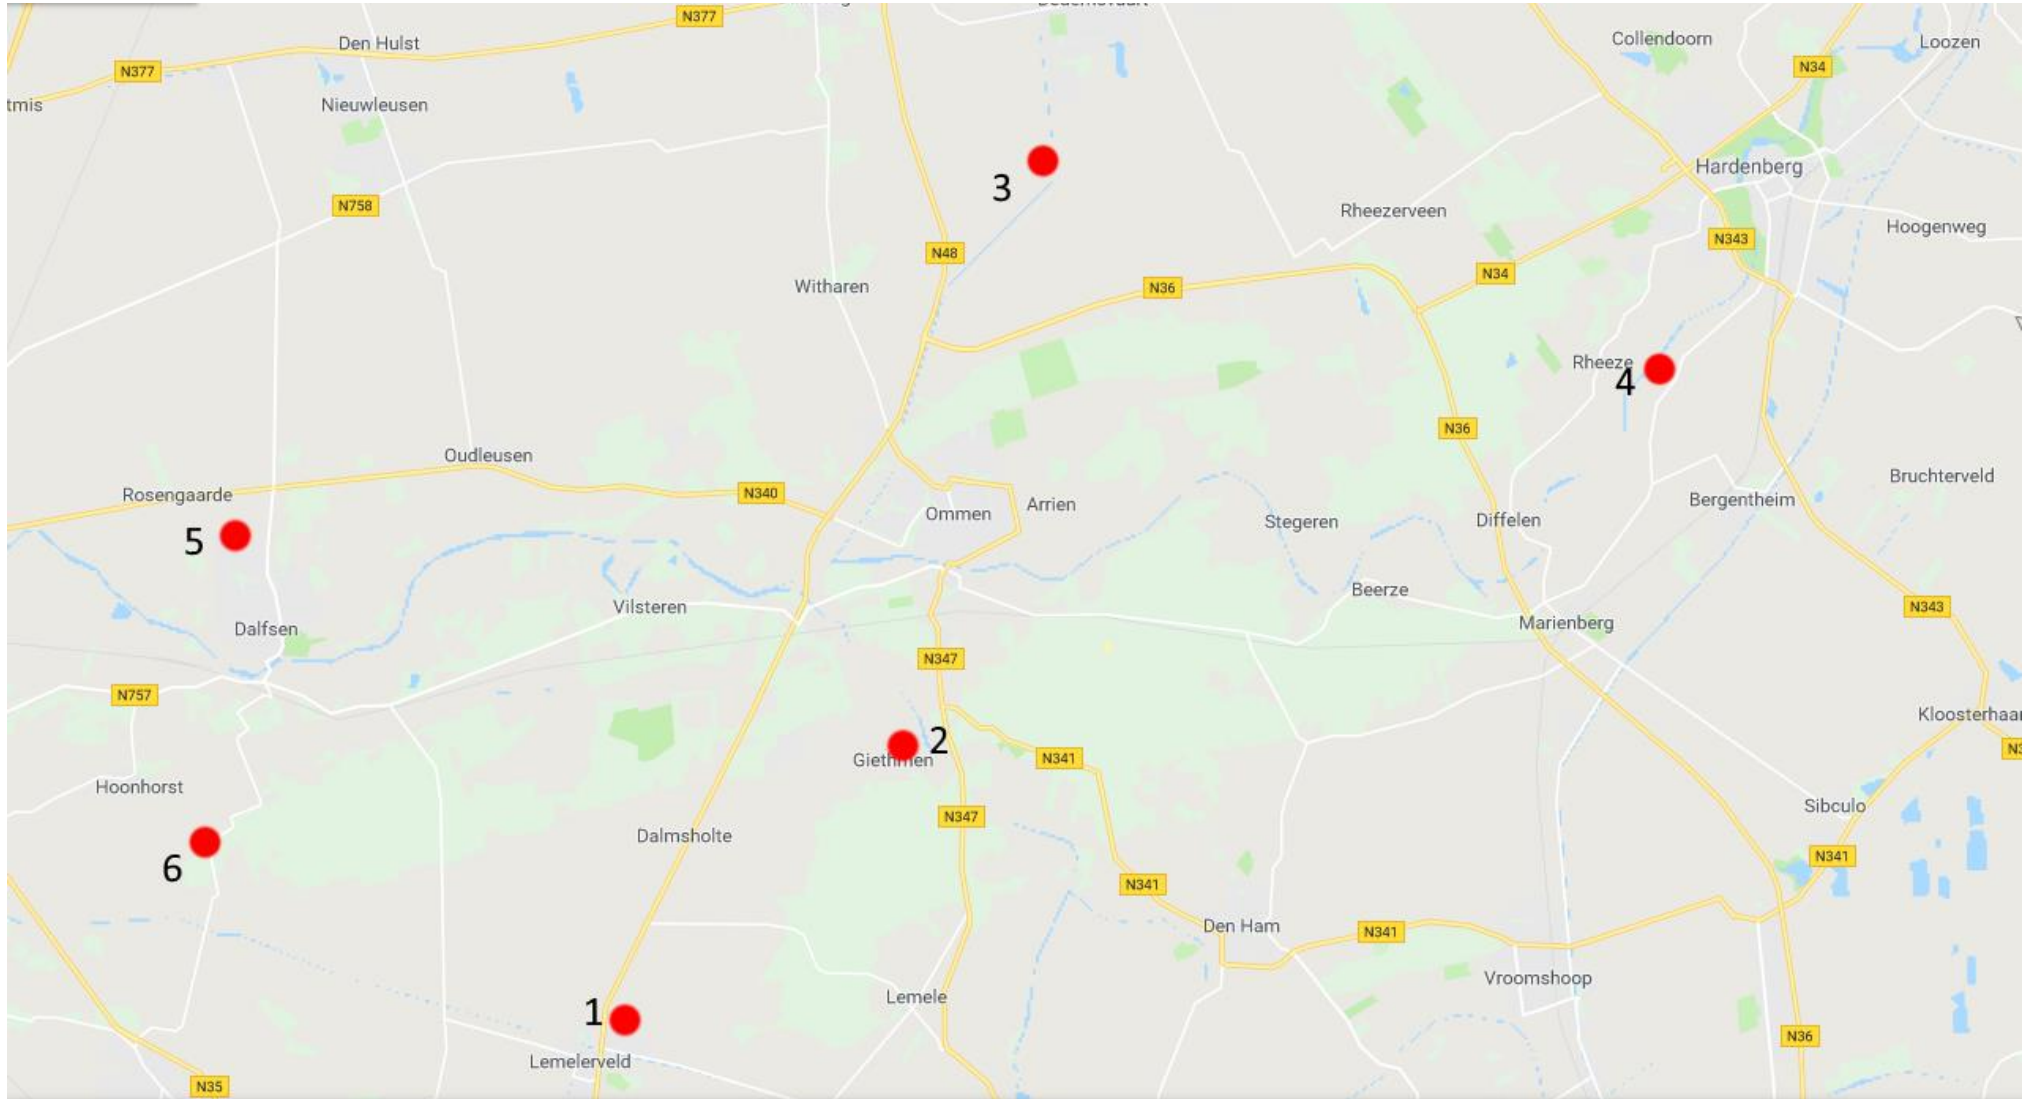 N377
Den Hulst
Collendoorn
Loozen
N377
N34
tmis
Nieuwleusen
3
Hardenberg
N758
Rheezerveen
Hoogenweg
N343
N48
Witharen
N36
N34
Rheeze
4
N36
Oudleusen
Rosengaarde
N340
Bruchterveld
Bergentheim
Ommen
Arrien
Stegeren
Diffelen
5
Beerze
Vilsteren
N343
Dalfsen
Marienberg
N347
N757
Kloosterhaar
2
Giethmen
N341
Hoonhorst
Sibculo
N347
Dalmsholte
6
N341
N341
Den Ham
N341
Vroomshoop
Lemele
1
N36
Lemelerveld
N35